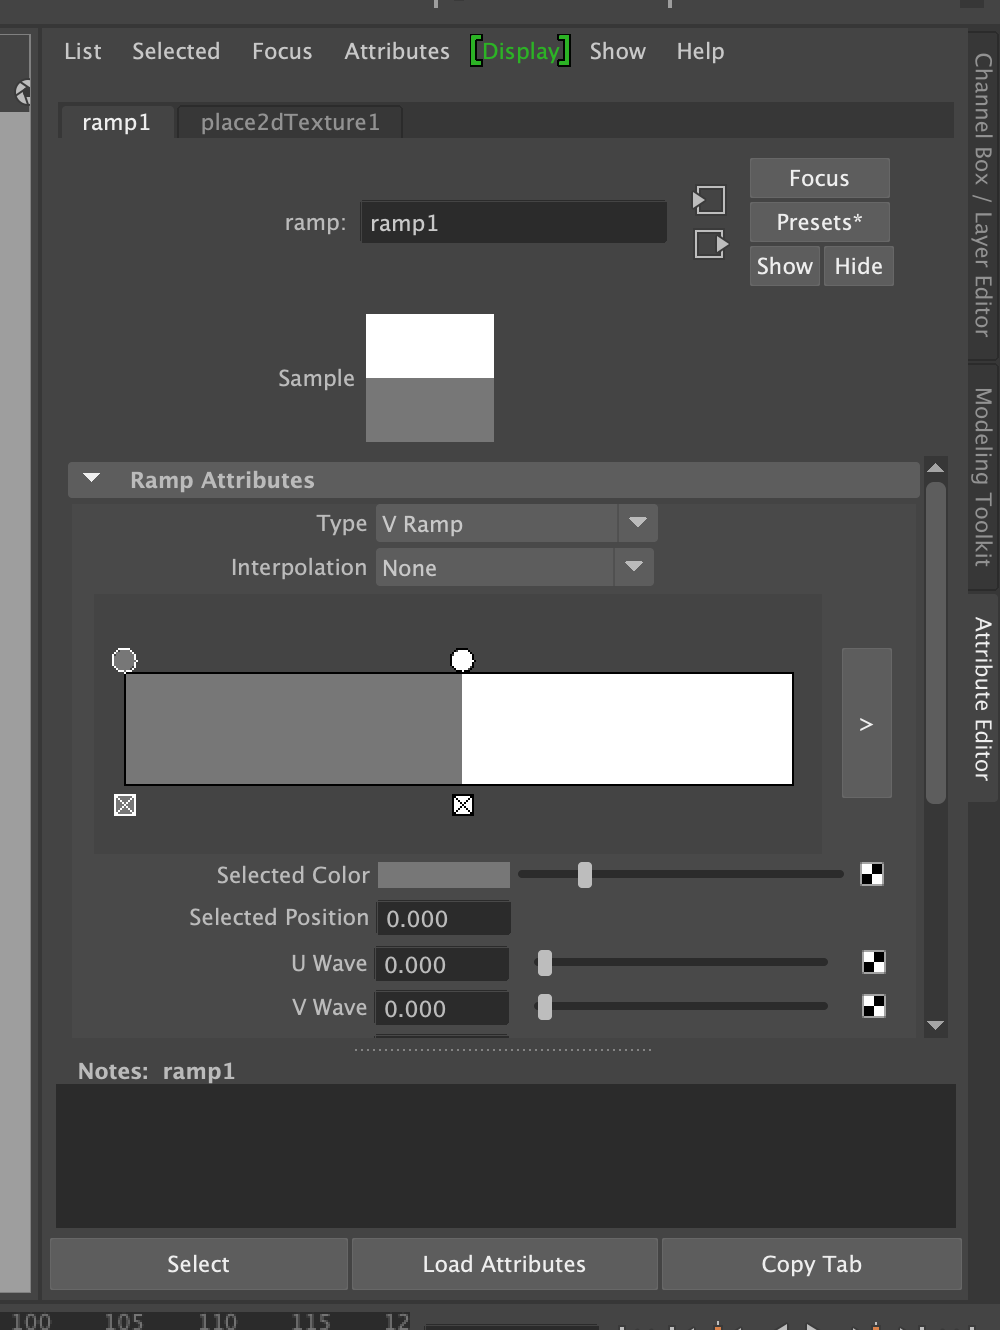 List Selected Focus Attributes Display Show Help
ramp1 place2dTexture1
Focus
ramp: ramp1
Presets*
Show Hide
Sample
Ramp Attributes
Type V Ramp
Interpolation None
>
Selected Color
Selected Position 0.000
U Wave 0.000
V Wave 0.000
Notes: ramp1
Select Load Attributes Copy Tab
100 105 110 115 12
Channel Box / Layer Editor
Modeling Toolkit
Attribute Editor